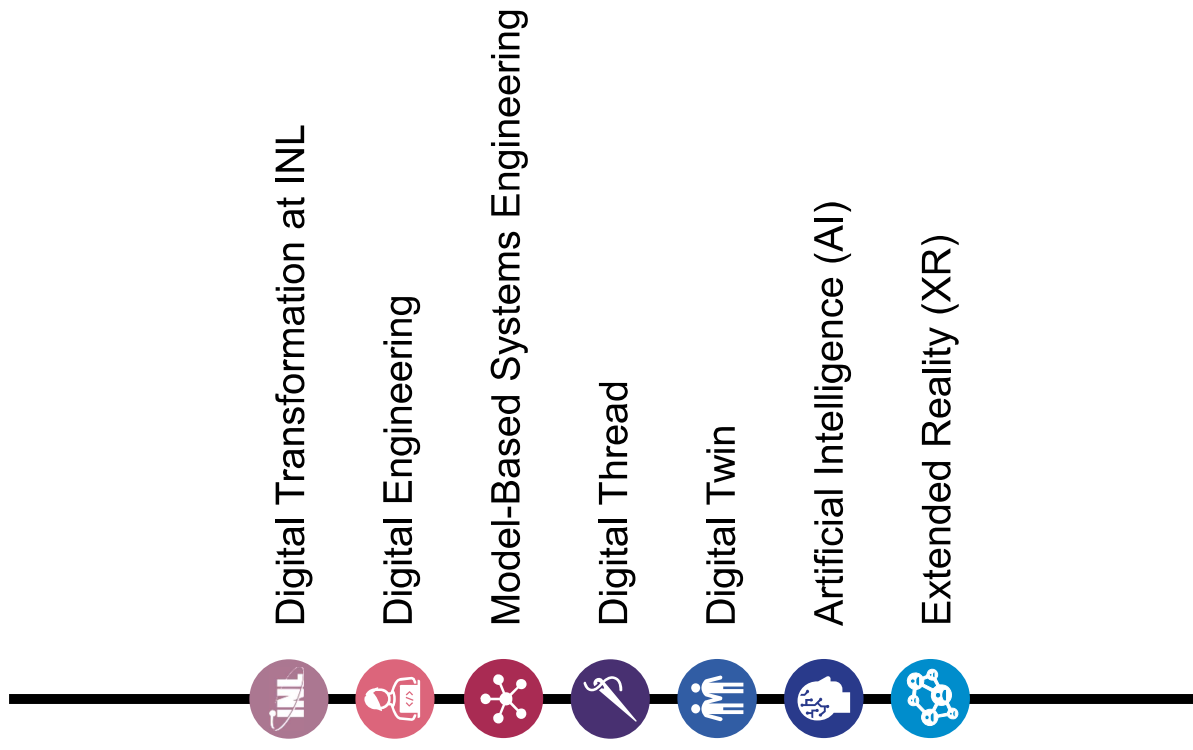 Digital Transformation at INL
Digital Engineering
Model-Based Systems Engineering
Digital Thread
Digital Twin
Artificial Intelligence (AI)
Extended Reality (XR)
INL
</>